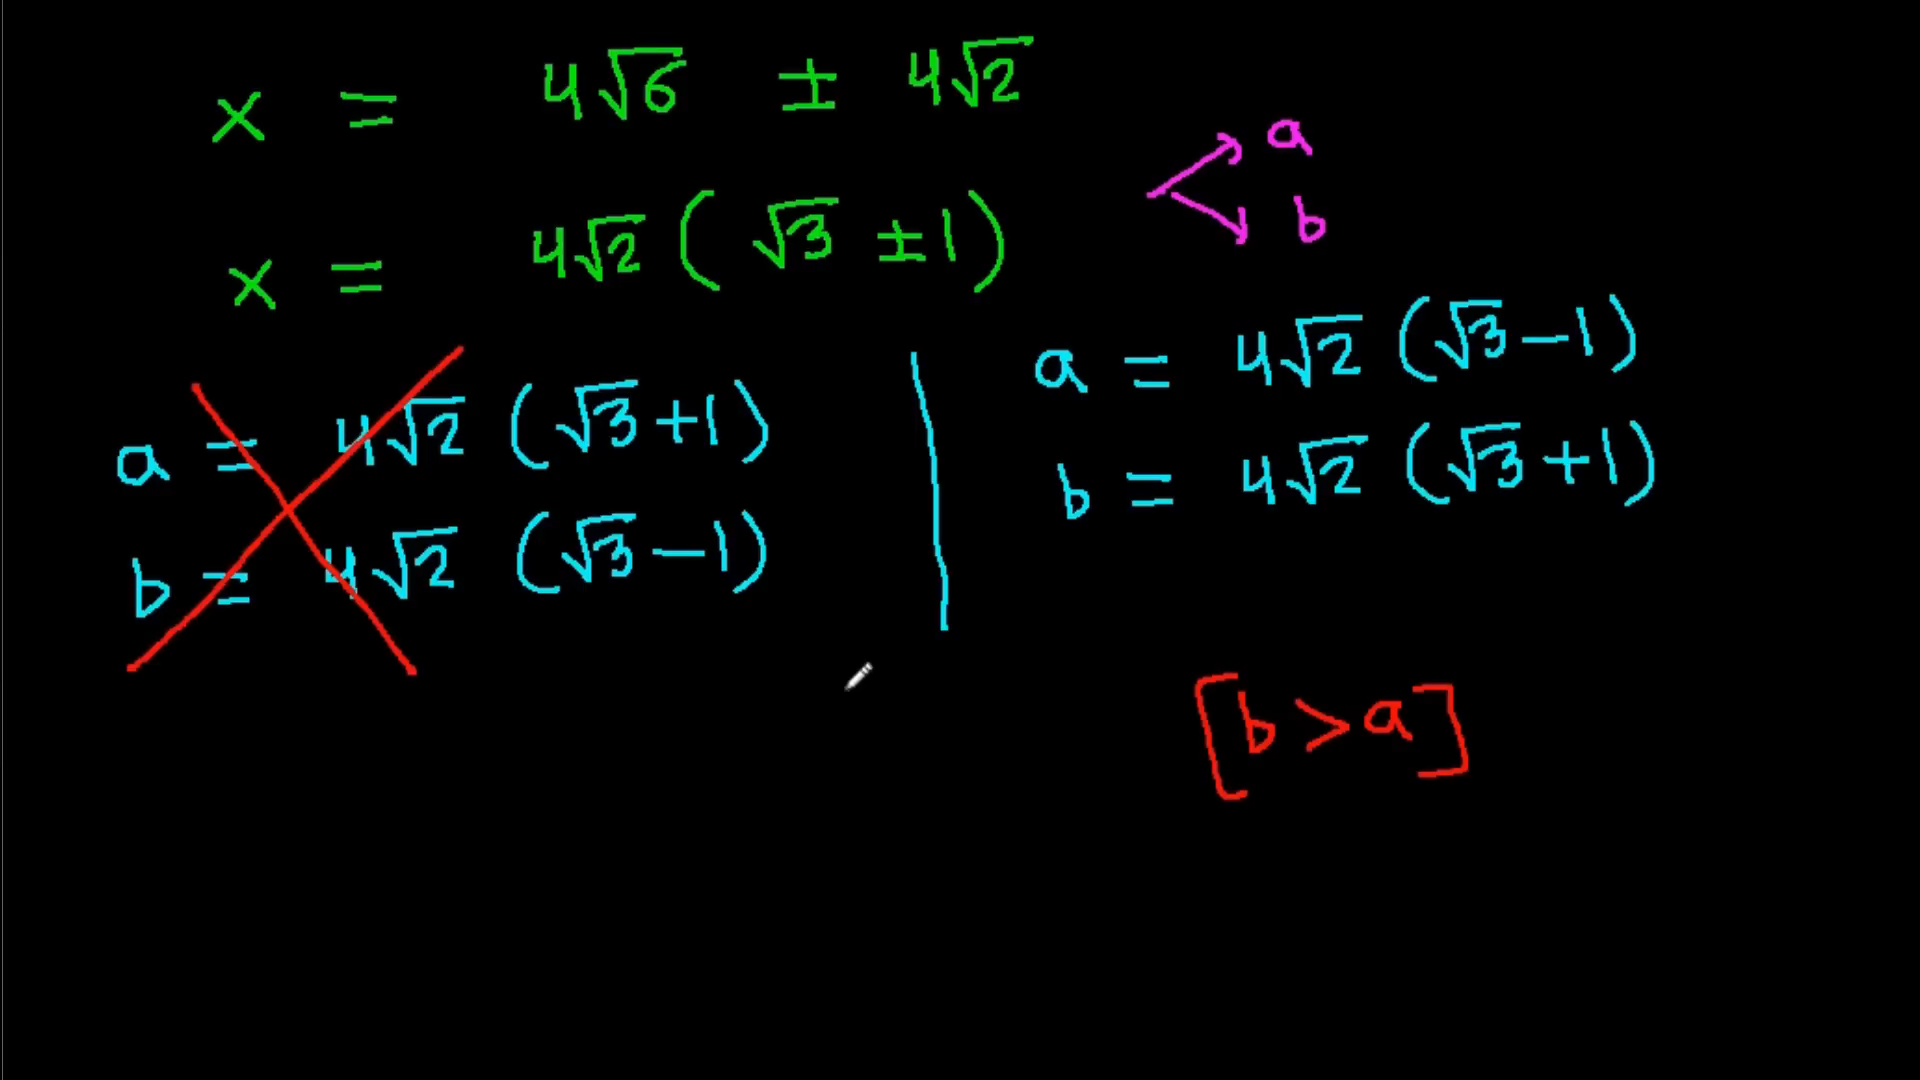 x = 4√6 ± 4√2
x = 4√2 (√3 ±1)
a
b
a = 4√2 (√3+1)
b = 4√2 (√3-1)
a = 4√2 (√3-1)
b = 4√2 (√3+1)
[b > a]